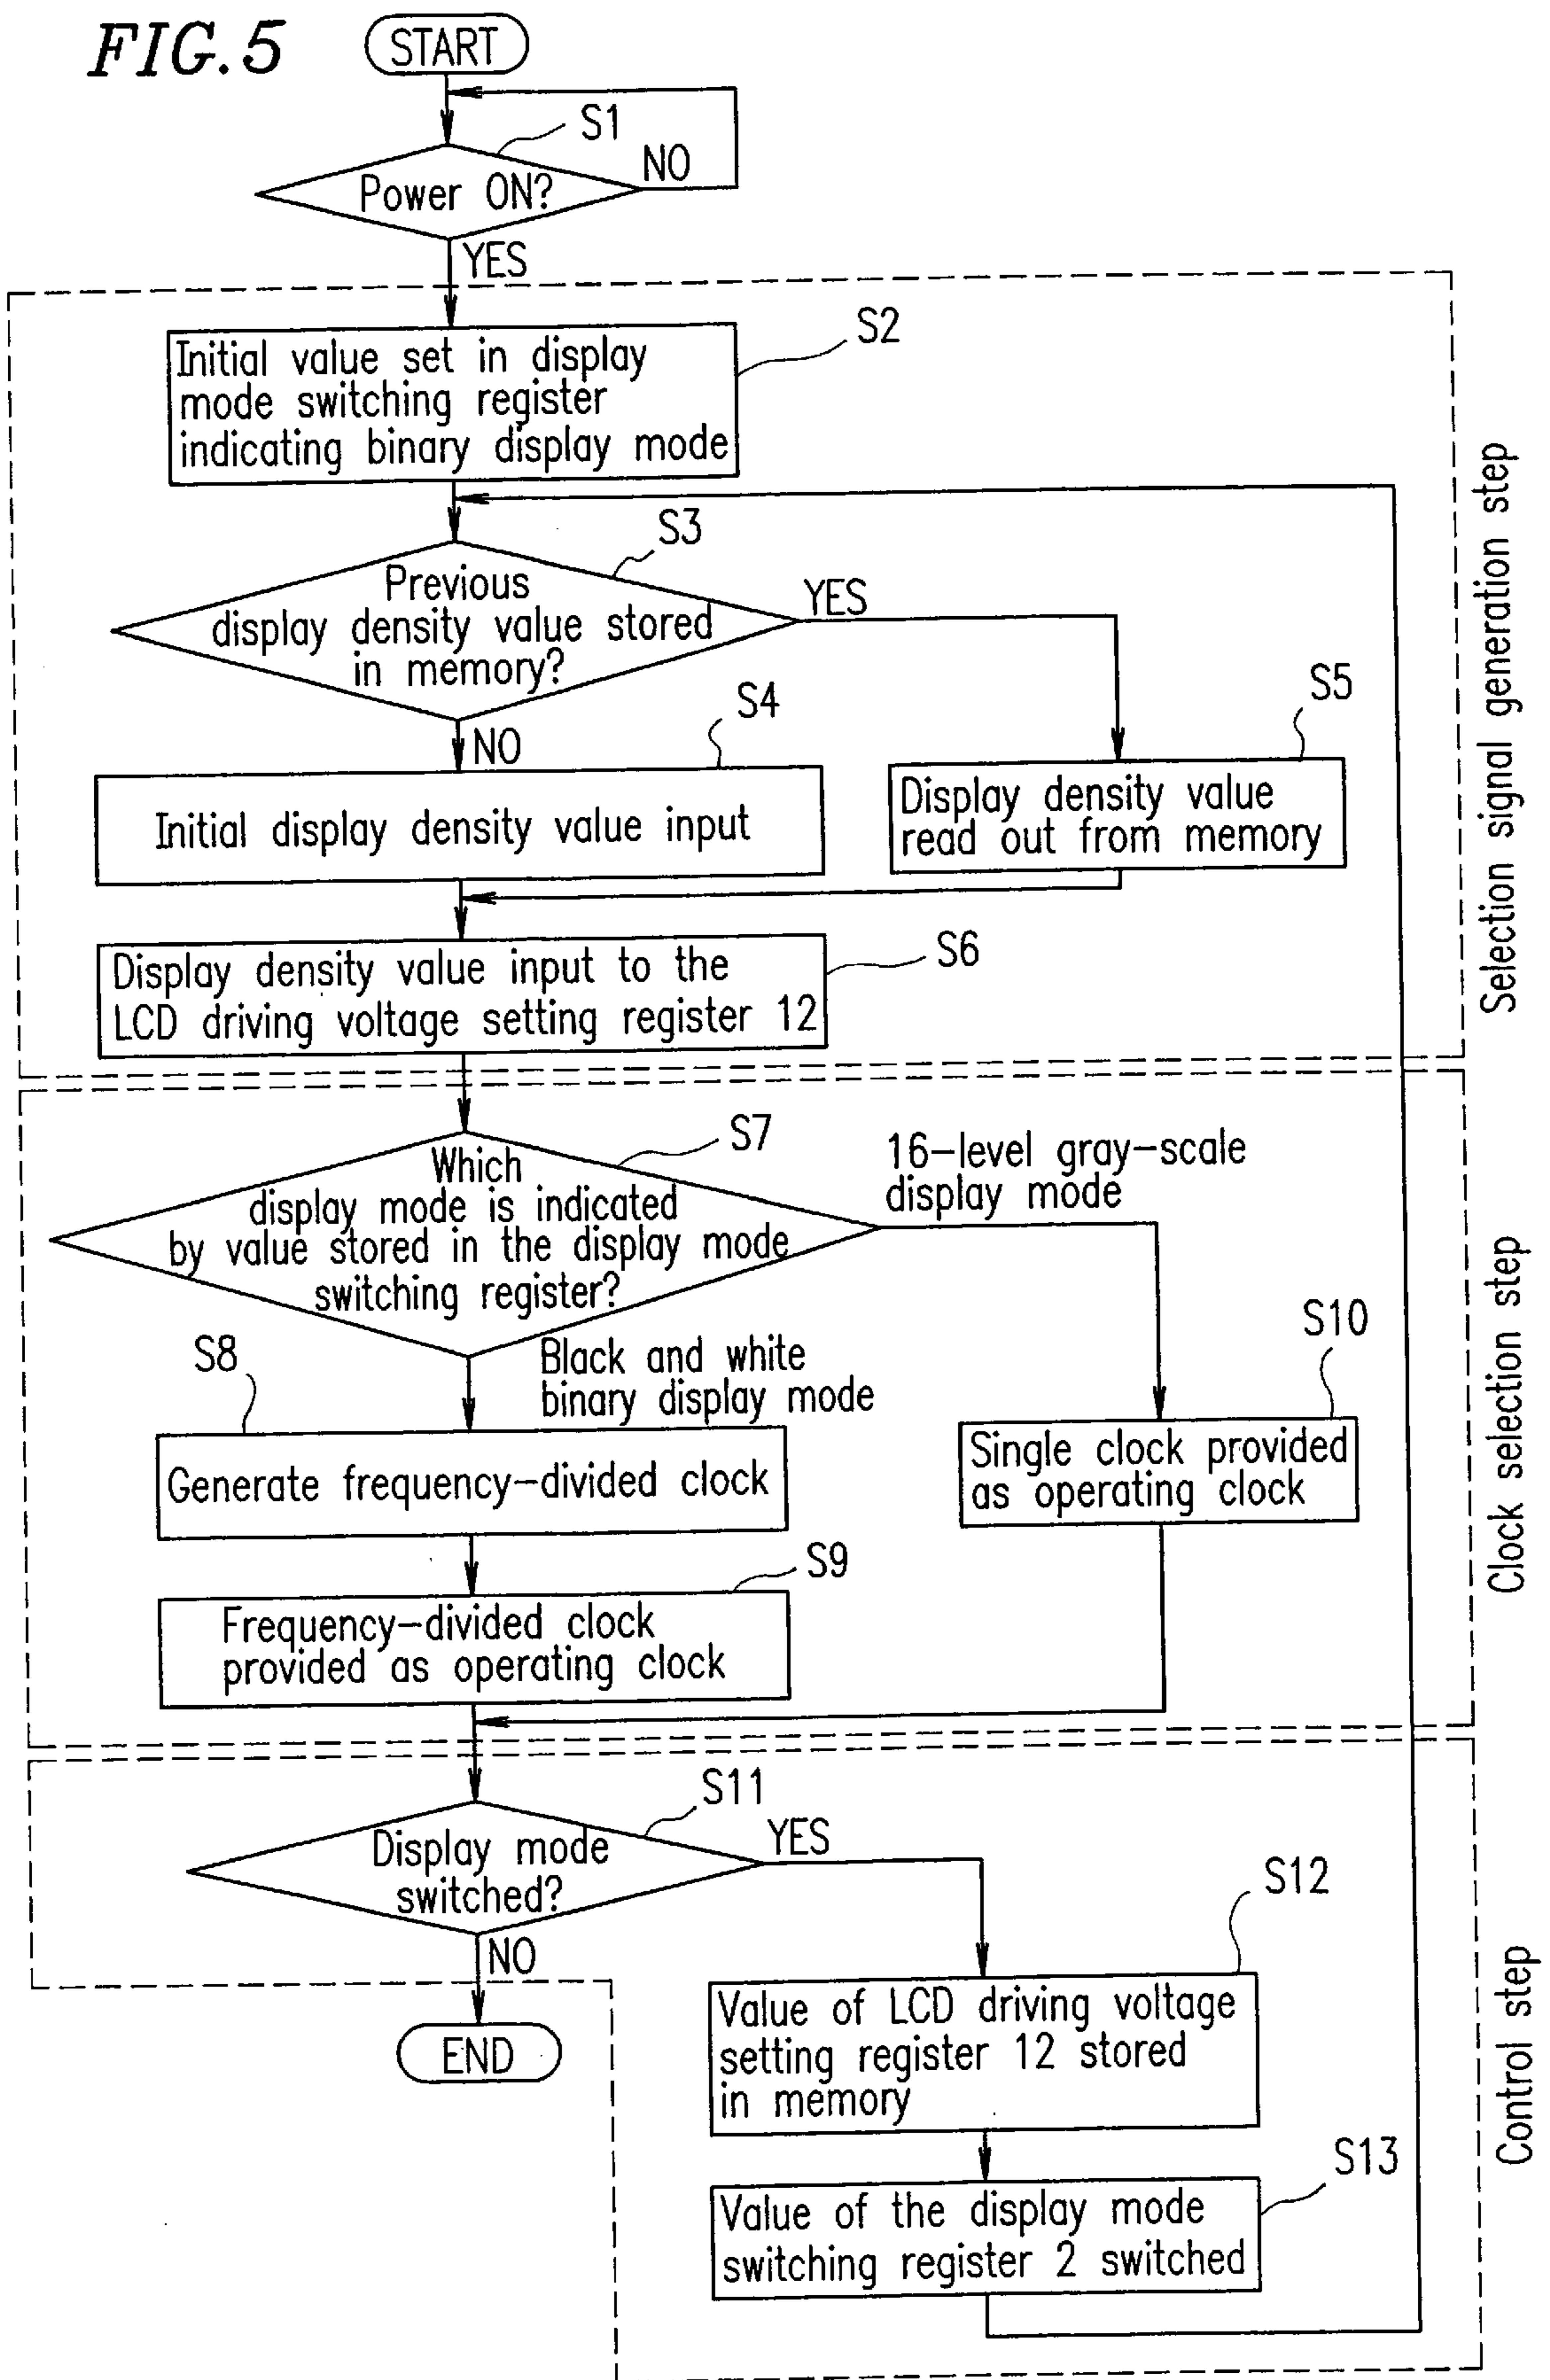 FIG.5
START
S1
Power ON?
NO
YES
S2
Initial value set in display
mode switching register
indicating binary display mode
S3
Previous
display density value stored
in memory?
YES
NO
S4
Initial display density value input
S5
Display density value
read out from memory
S6
Display density value input to the
LCD driving voltage setting register 12
Selection signal generation step
S7
Which
display mode is indicated
by value stored in the display mode
switching register?
16-level gray-scale
display mode
Black and white
binary display mode
S8
Generate frequency-divided clock
S10
Single clock provided
as operating clock
S9
Frequency-divided clock
provided as operating clock
Clock selection step
S11
Display mode
switched?
YES
NO
END
S12
Value of LCD driving voltage
setting register 12 stored
in memory
S13
Value of the display mode
switching register 2 switched
Control step